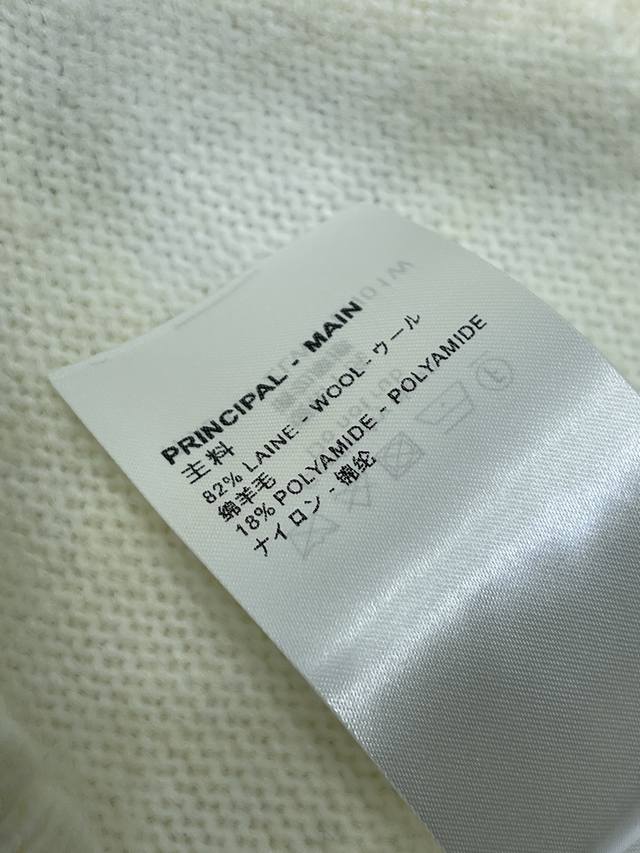 PRINCIPAL - MAIN
主料
82% LAINE - WOOL - ウール
绵羊毛
18% POLYAMIDE - POLYAMIDE
ナイロン - 锦纶